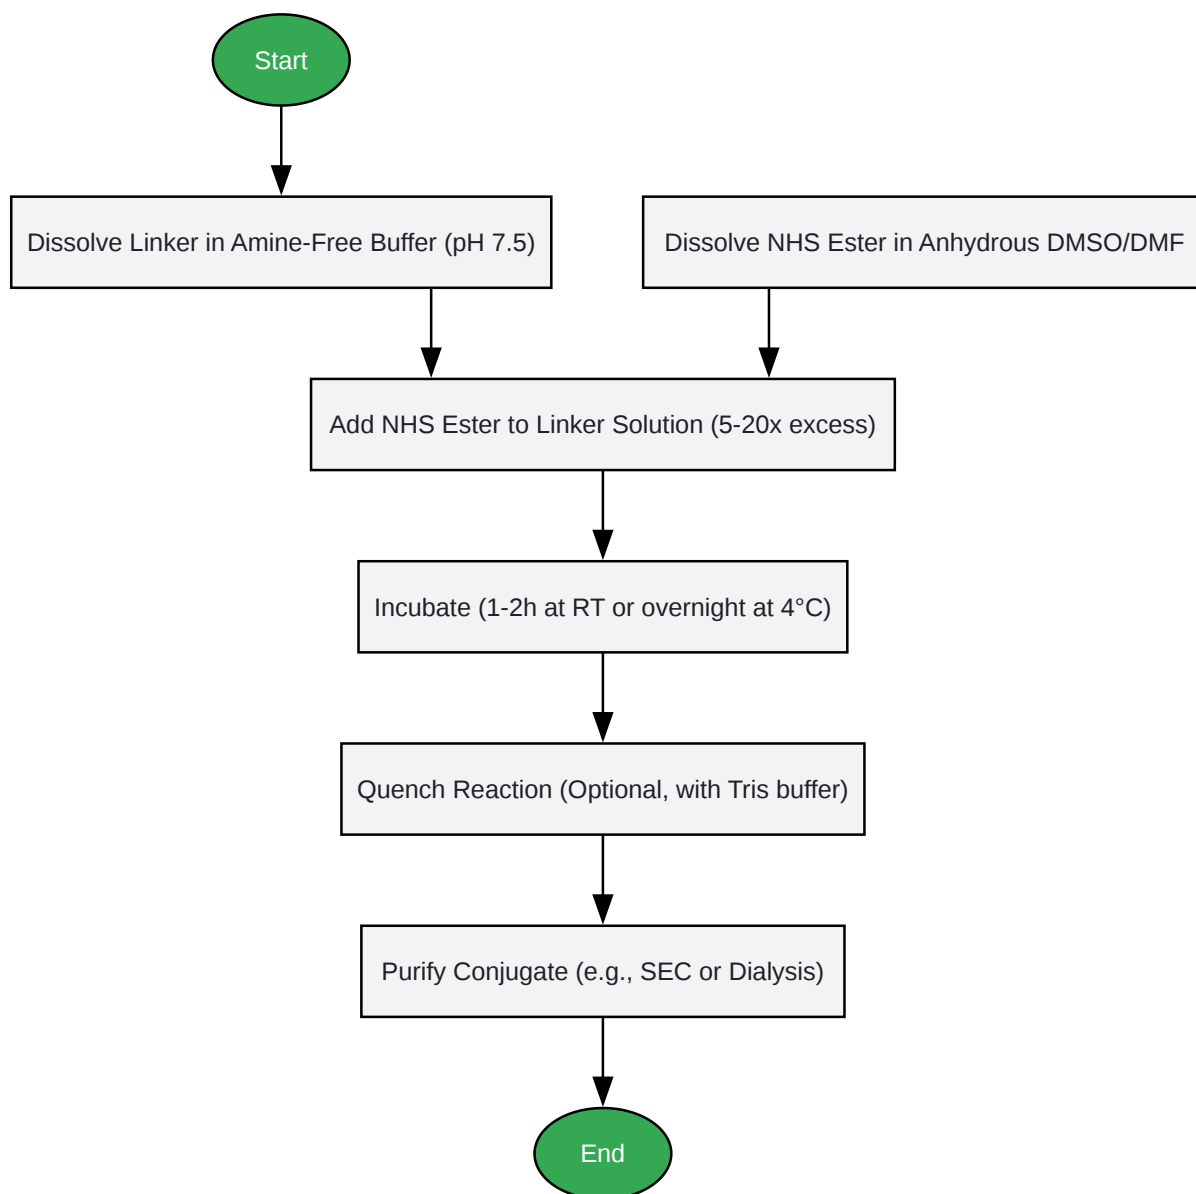 Start
Dissolve Linker in Amine-Free Buffer (pH 7.5)
Dissolve NHS Ester in Anhydrous DMSO/DMF
Add NHS Ester to Linker Solution (5-20x excess)
Incubate (1-2h at RT or overnight at 4°C)
Quench Reaction (Optional, with Tris buffer)
Purify Conjugate (e.g., SEC or Dialysis)
End